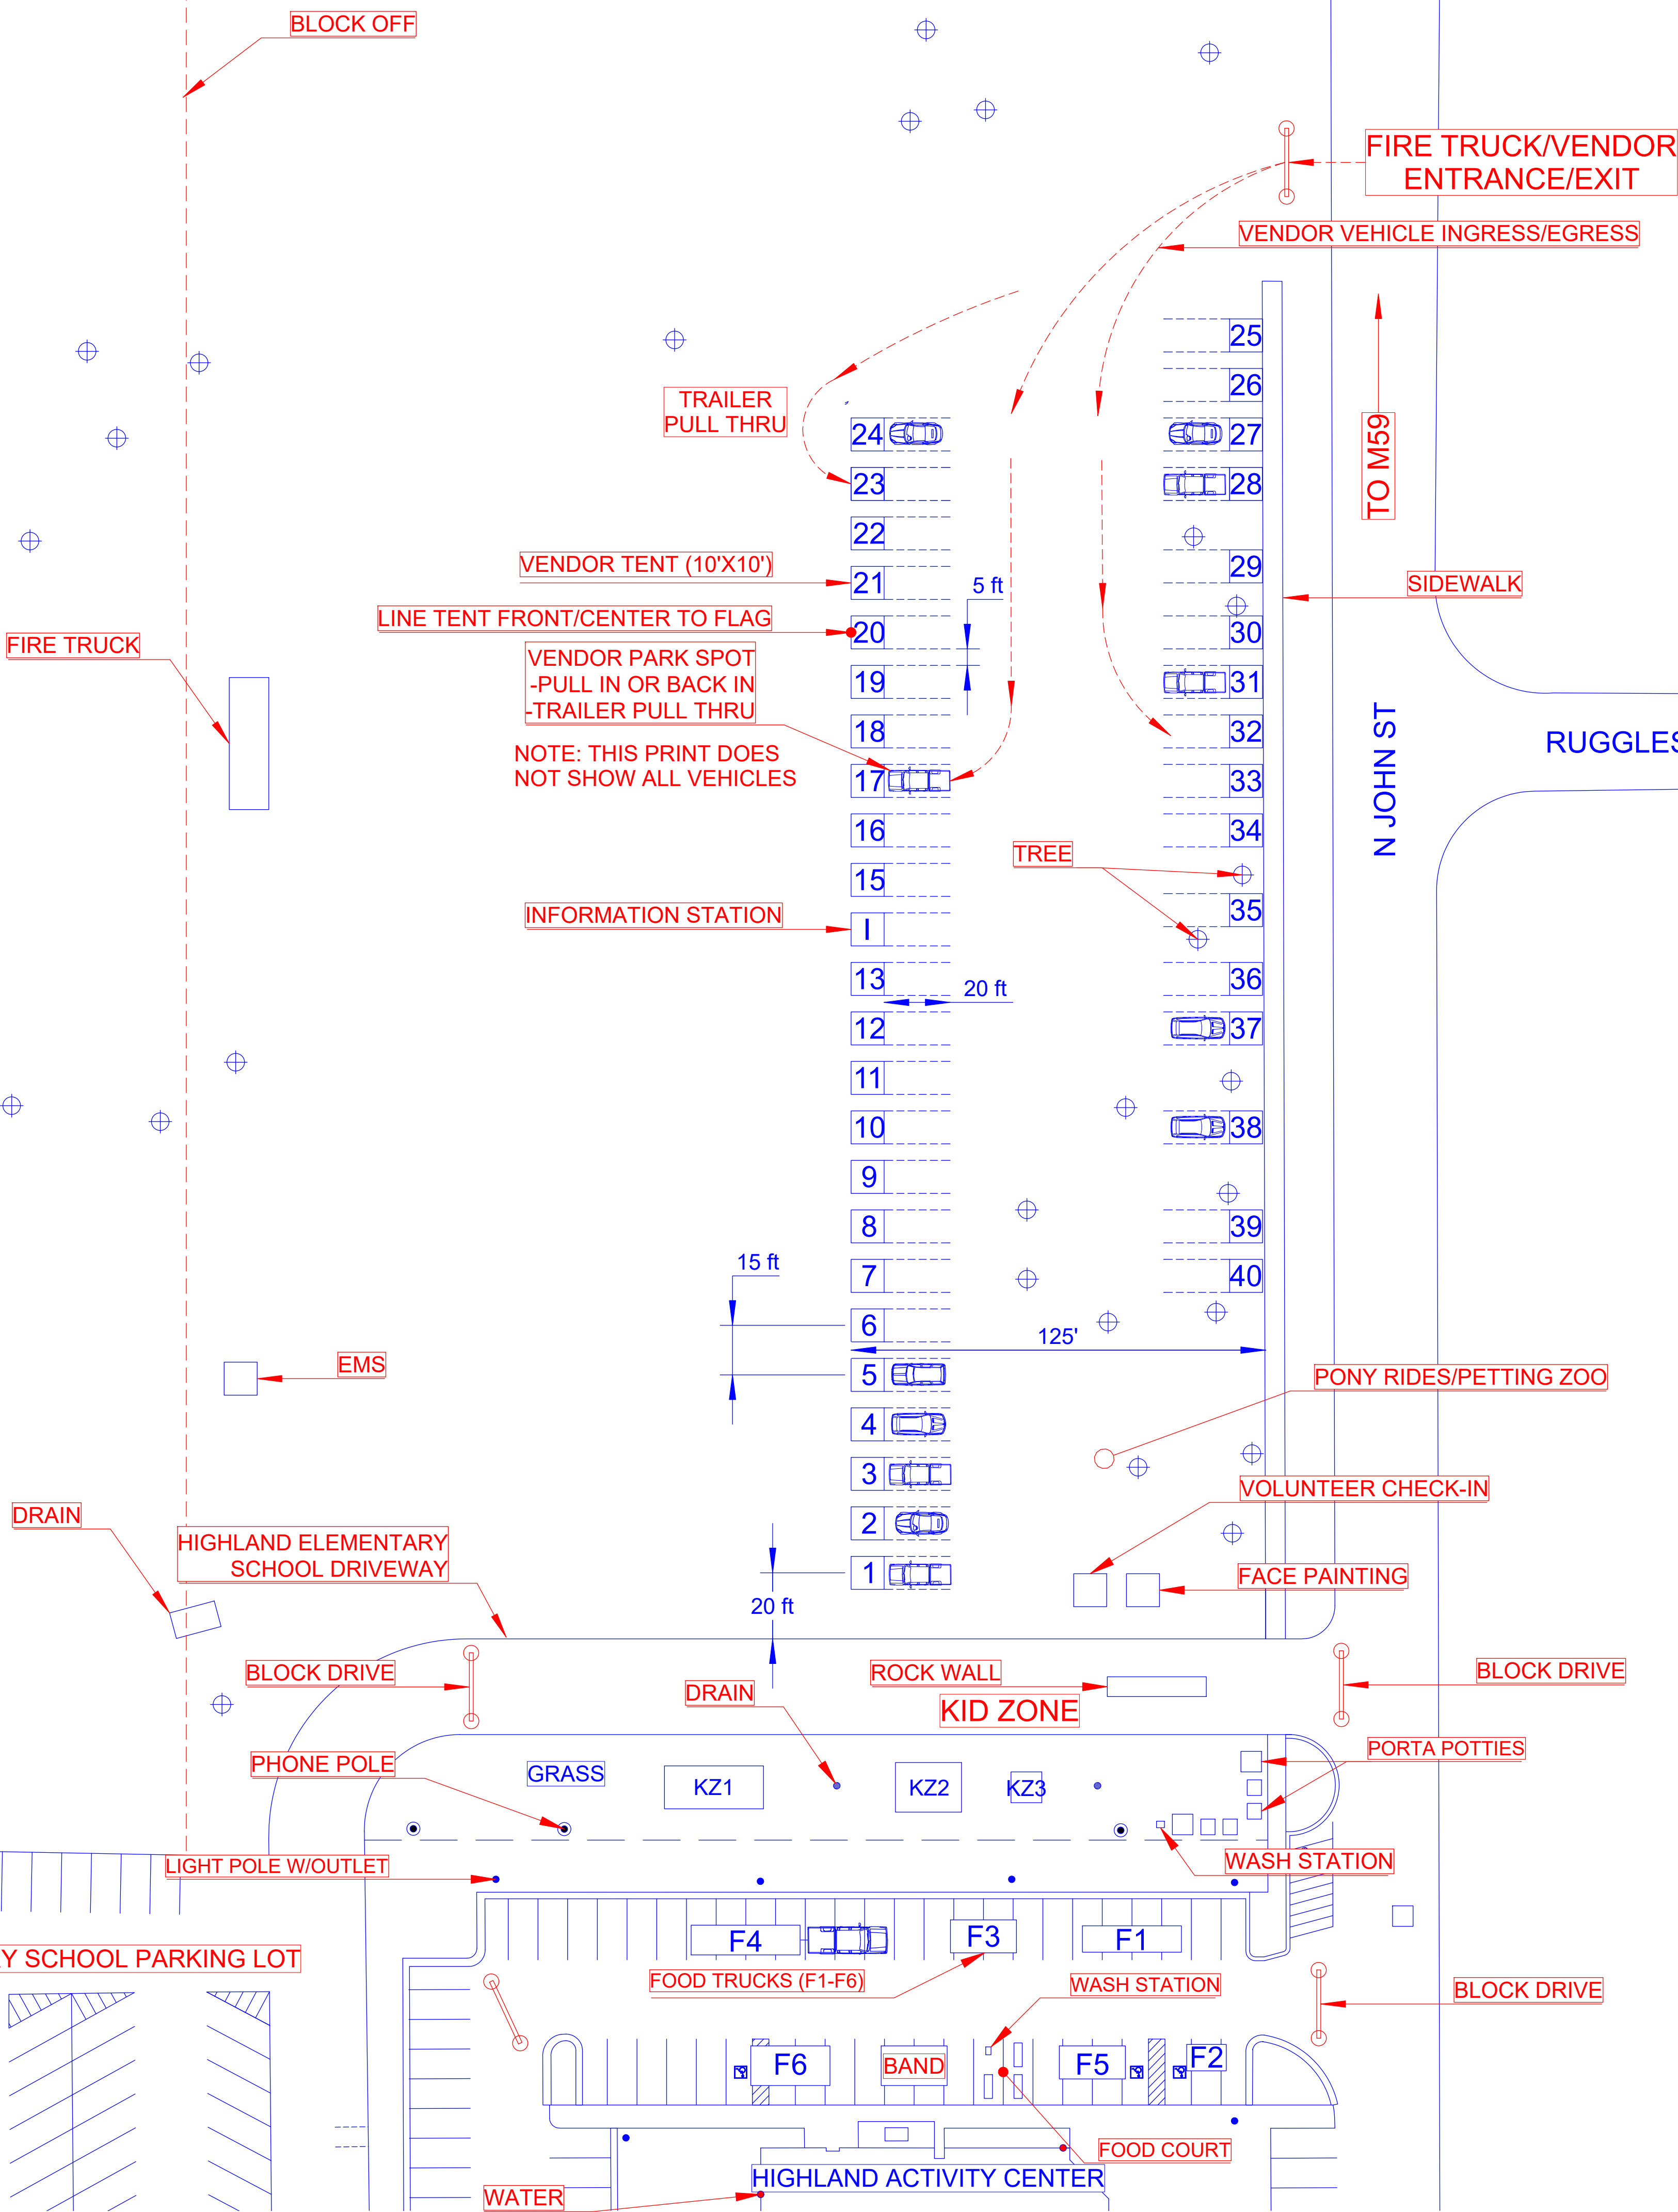 BLOCK OFF
FIRE TRUCK/VENDOR
ENTRANCE/EXIT
VENDOR VEHICLE INGRESS/EGRESS
25
26
TRAILER
PULL THRU
TO M59
24
27
23
28
22
VENDOR TENT (10'X10')
21
5 ft
29
SIDEWALK
LINE TENT FRONT/CENTER TO FLAG
20
30
FIRE TRUCK
VENDOR PARK SPOT
-PULL IN OR BACK IN
-TRAILER PULL THRU
19
31
18
32
N JOHN ST
RUGGLES
NOTE: THIS PRINT DOES
NOT SHOW ALL VEHICLES
17
33
16
34
TREE
15
35
INFORMATION STATION
I
13
36
20 ft
12
37
11
10
38
9
8
39
15 ft
7
40
6
125'
EMS
5
PONY RIDES/PETTING ZOO
4
3
VOLUNTEER CHECK-IN
DRAIN
2
HIGHLAND ELEMENTARY
SCHOOL DRIVEWAY
1
FACE PAINTING
20 ft
BLOCK DRIVE
ROCK WALL
BLOCK DRIVE
DRAIN
KID ZONE
PORTA POTTIES
PHONE POLE
GRASS
KZ1
KZ2
KZ3
LIGHT POLE W/OUTLET
WASH STATION
F4
F3
F1
Y SCHOOL PARKING LOT
FOOD TRUCKS (F1-F6)
WASH STATION
BLOCK DRIVE
F6
BAND
F5
F2
FOOD COURT
HIGHLAND ACTIVITY CENTER
WATER